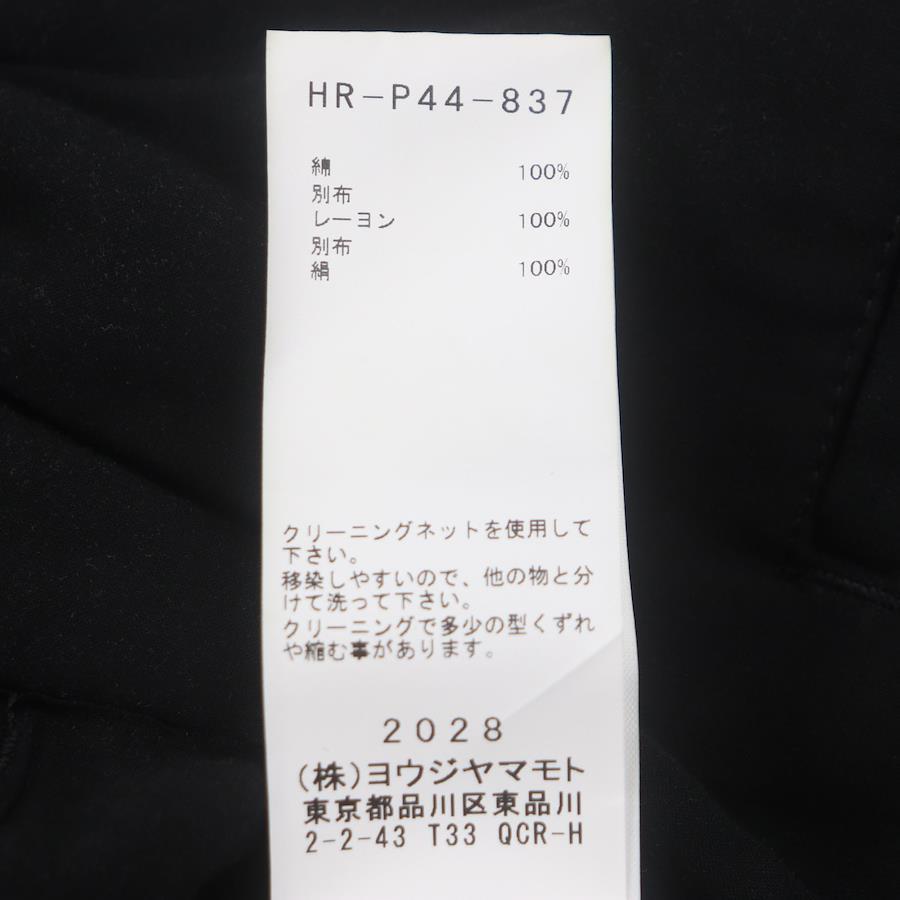 HR-P44-837
綿 100%
別布
レーヨン 100%
別布
絹 100%
クリーニングネットを使用して
下さい。
移染しやすいので、他の物と分
けて洗って下さい。
クリーニングで多少の型くずれ
や縮む事があります。
2028
(株)ヨウジヤマモト
東京都品川区東品川
2-2-43 T33 QCR-H